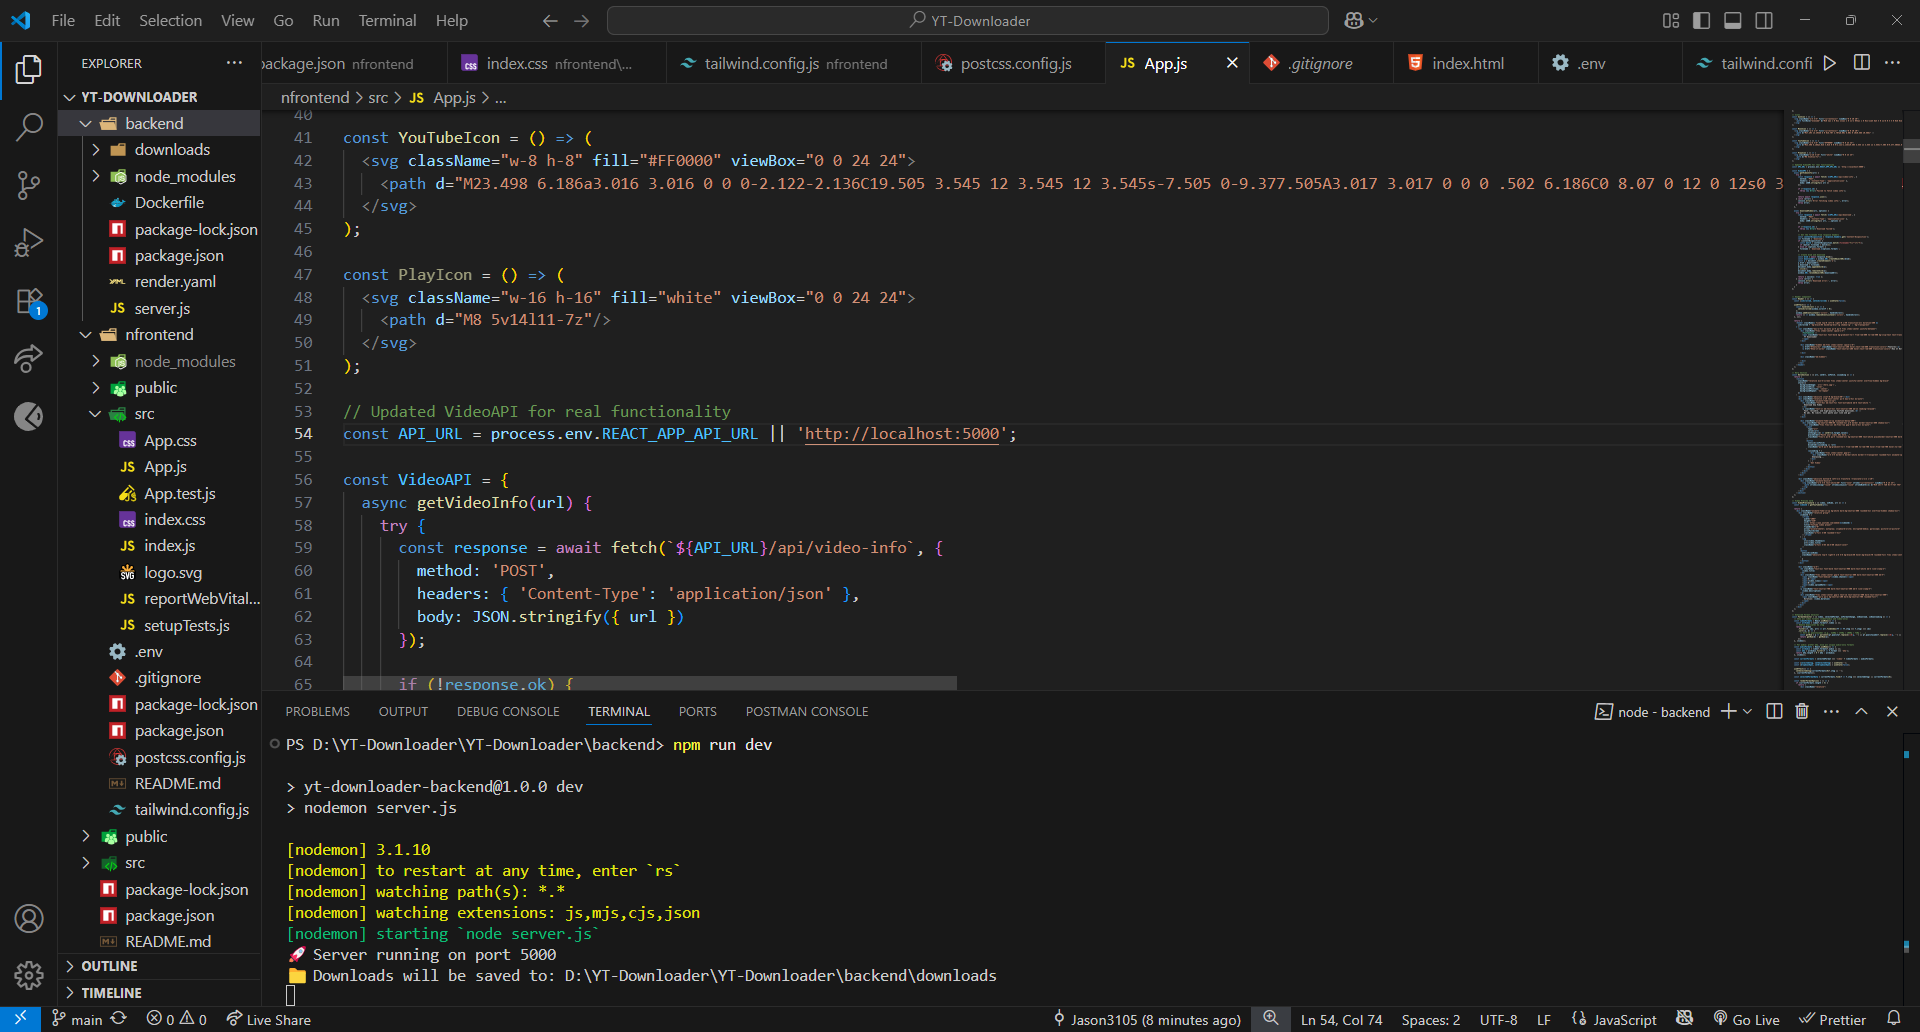 File Edit Selection View Go Run Terminal Help
YT-Downloader
EXPLORER
package.json nfrontend
index.css nfrontend\...
tailwind.config.js nfrontend
postcss.config.js
JS App.js
.gitignore
index.html
.env
tailwind.confi
nfrontend > src > JS App.js > ...
YT-DOWNLOADER
backend
downloads
node_modules
Dockerfile
package-lock.json
package.json
render.yaml
JS server.js
nfrontend
node_modules
public
src
App.css
JS App.js
App.test.js
index.css
JS index.js
logo.svg
JS reportWebVital...
JS setupTests.js
.env
.gitignore
package-lock.json
package.json
postcss.config.js
README.md
tailwind.config.js
public
src
package-lock.json
package.json
README.md
OUTLINE
TIMELINE
1
40
41 const YouTubeIcon = () => (
42 <svg className="w-8 h-8" fill="#FF0000" viewBox="0 0 24 24">
43 <path d="M23.498 6.186a3.016 3.016 0 0 0-2.122-2.136C19.505 3.545 12 3.545 12 3.545s-7.505 0-9.377.505A3.017 3.017 0 0 0 .502 6.186C0 8.07 0 12 0 12s0 3
44 </svg>
45 );
46
47 const PlayIcon = () => (
48 <svg className="w-16 h-16" fill="white" viewBox="0 0 24 24">
49 <path d="M8 5v14l11-7z"/>
50 </svg>
51 );
52
53 // Updated VideoAPI for real functionality
54 const API_URL = process.env.REACT_APP_API_URL || 'http://localhost:5000';
55
56 const VideoAPI = {
57 async getVideoInfo(url) {
58 try {
59 const response = await fetch(`${API_URL}/api/video-info`, {
60 method: 'POST',
61 headers: { 'Content-Type': 'application/json' },
62 body: JSON.stringify({ url })
63 });
64
65 if (!response.ok) {
PROBLEMS OUTPUT DEBUG CONSOLE TERMINAL PORTS POSTMAN CONSOLE
node - backend
PS D:\YT-Downloader\YT-Downloader\backend> npm run dev
> yt-downloader-backend@1.0.0 dev
> nodemon server.js
[nodemon] 3.1.10
[nodemon] to restart at any time, enter `rs`
[nodemon] watching path(s): *.*
[nodemon] watching extensions: js,mjs,cjs,json
[nodemon] starting `node server.js`
🚀 Server running on port 5000
📁 Downloads will be saved to: D:\YT-Downloader\YT-Downloader\backend\downloads
main 0 0 Live Share
Jason3105 (8 minutes ago) Ln 54, Col 74 Spaces: 2 UTF-8 LF {} JavaScript Go Live Prettier